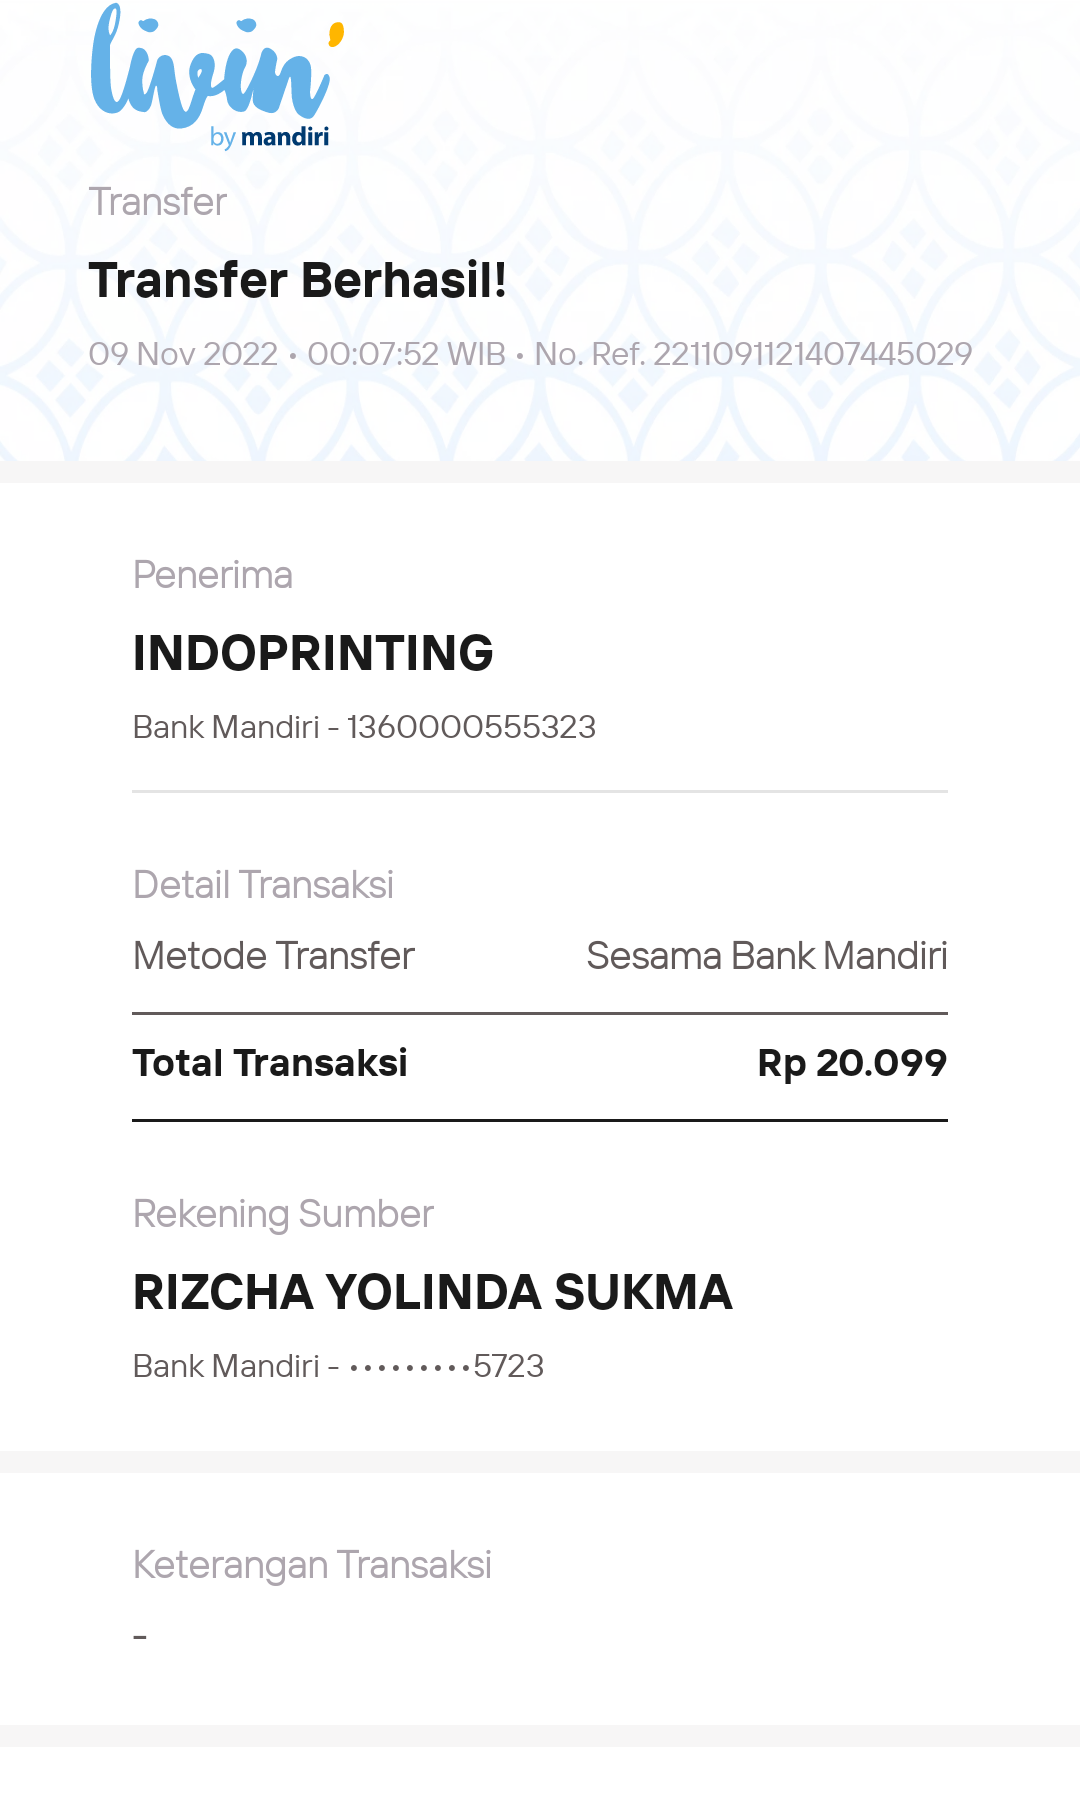 livin'
by mandiri
Transfer
Transfer Berhasil!
09 Nov 2022 • 00:07:52 WIB • No. Ref. 2211091121407445029
Penerima
INDOPRINTING
Bank Mandiri - 1360000555323
Detail Transaksi
Metode Transfer Sesama Bank Mandiri
Total Transaksi Rp 20.099
Rekening Sumber
RIZCHA YOLINDA SUKMA
Bank Mandiri - •••••••••5723
Keterangan Transaksi
-